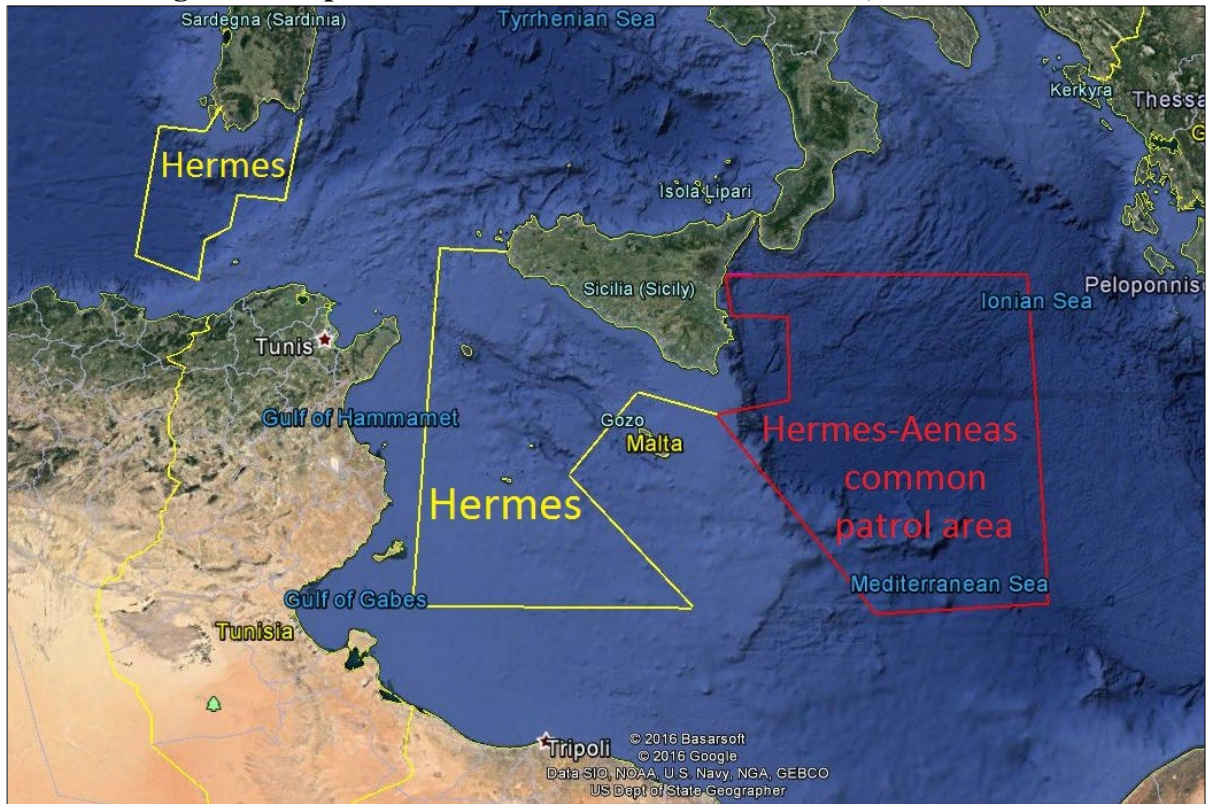 Sardegna (Sardinia)
Tyrrhenian Sea
Kerkyra
Hermes
Isola Lipari
Sicilia (Sicily)
Ionian Sea
Tunis
Gulf of Hammamet
Gozo
Malta
Hermes-Aeneas
common
patrol area
Hermes
Mediterranean Sea
Gulf of Gabes
Tunisia
Tripoli
© 2016 Basarsoft
© 2016 Google
Data SIO, NOAA, U.S. Navy, NGA, GEBCO
US Dept of State Geographer